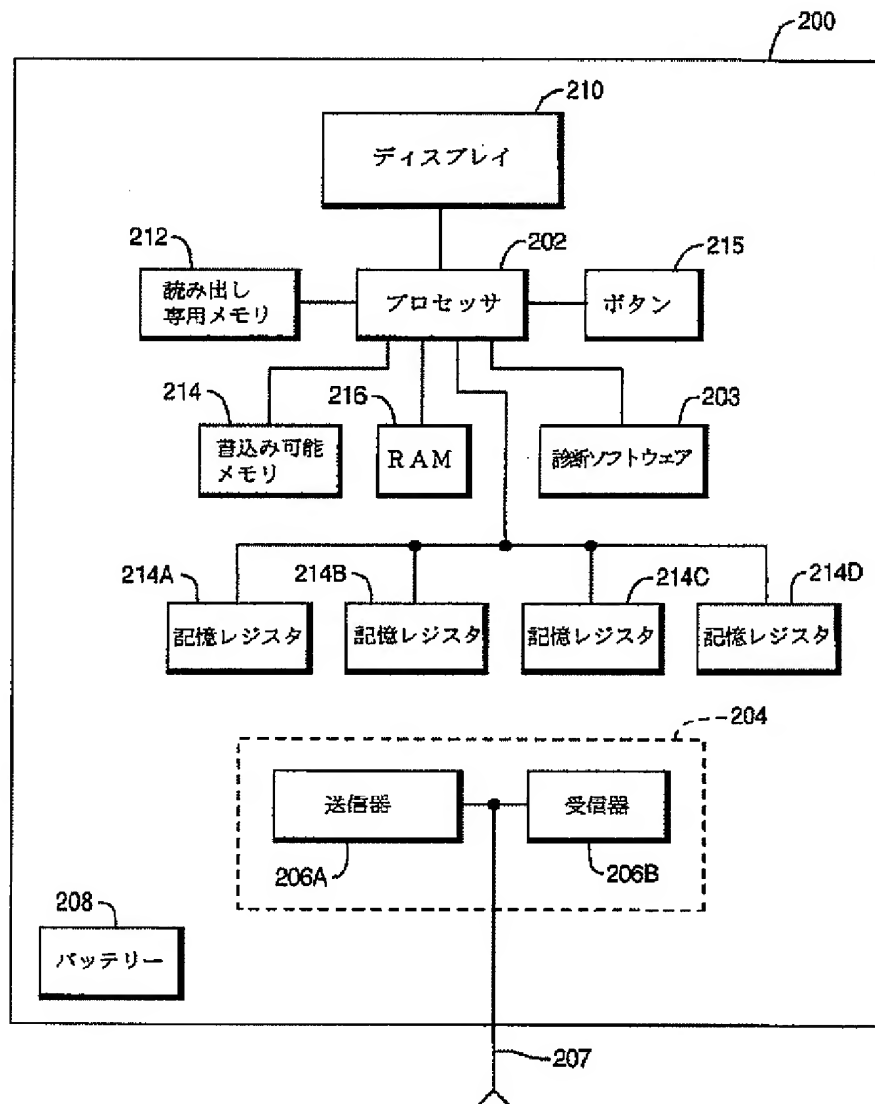 200
210
ディスプレイ
212
202
215
読み出し
専用メモリ
プロセッサ
ボタン
214
216
203
書込み可能
メモリ
RAM
診断ソフトウェア
214A
214B
214C
214D
記憶レジスタ
記憶レジスタ
記憶レジスタ
記憶レジスタ
204
送信器
受信器
206A
206B
208
バッテリー
207